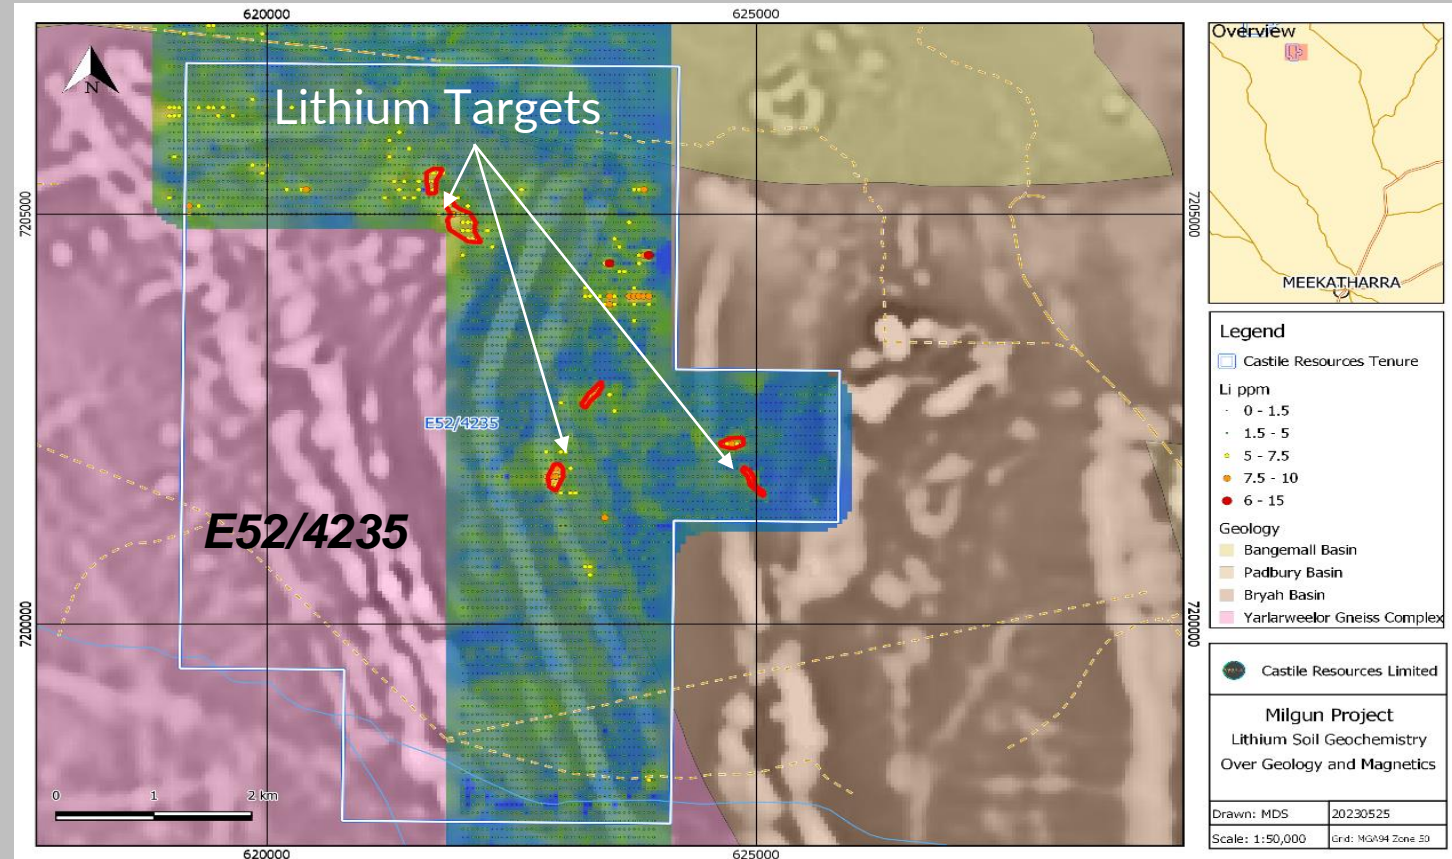 620000
625000
N
Lithium Targets
7205000
7205000
E52/4235
E52/4235
7200000
7200000
0 1 2 km
620000
625000
Overview
MEEKATHARRA
Legend
Castile Resources Tenure
Li ppm
0 - 1.5
1.5 - 5
5 - 7.5
7.5 - 10
6 - 15
Geology
Bangemall Basin
Padbury Basin
Bryah Basin
Yarlarweelor Gneiss Complex
Castile Resources Limited
Milgun Project
Lithium Soil Geochemistry
Over Geology and Magnetics
Drawn: MDS
20230525
Scale: 1:50,000
Grid: MGA94 Zone 50